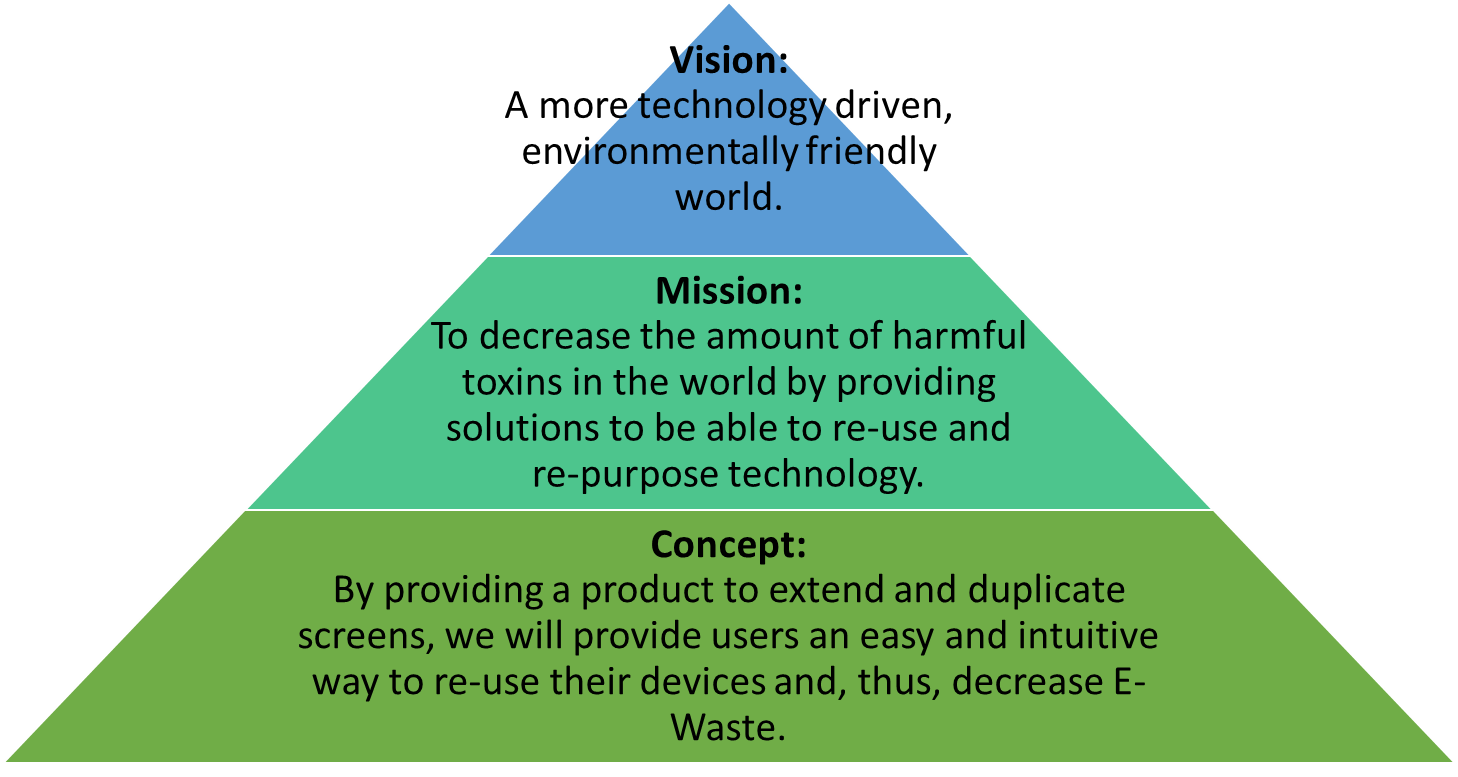 Vision:
A more technology driven,
environmentally friendly
world.
Mission:
To decrease the amount of harmful
toxins in the world by providing
solutions to be able to re-use and
re-purpose technology.
Concept:
By providing a product to extend and duplicate
screens, we will provide users an easy and intuitive
way to re-use their devices and, thus, decrease E-
Waste.